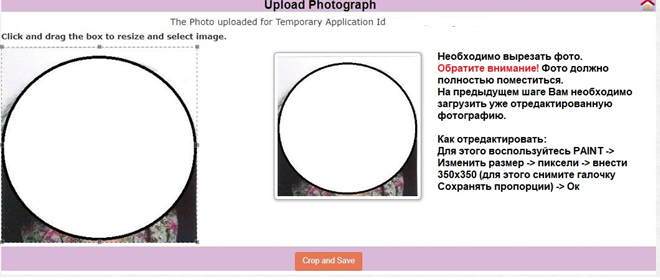 Upload Photograph
The Photo uploaded for Temporary Application Id
Click and drag the box to resize and select image.
Необходимо вырезать фото.
Обратите внимание! Фото должно
полностью поместиться.
На предыдущем шаге Вам необходимо
загрузить уже отредактированную
фотографию.
Как отредактировать:
Для этого воспользуйтесь PAINT ->
Изменить размер -> пиксели -> внести
350x350 (для этого снимите галочку
Сохранять пропорции) -> Ок
Crop and Save